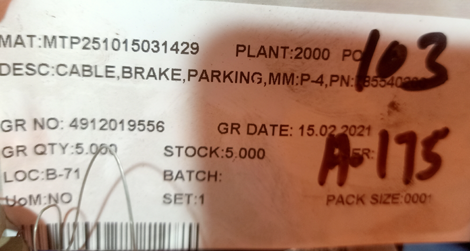 MAT:MTP251015031429 PLANT:2000 PO
103
DESC:CABLE,BRAKE,PARKING,MM:P-4,PN:
GR NO: 4912019556 GR DATE: 15.02.2021
GR QTY:5.000 STOCK:5.000
A-175
LOC:B-71 BATCH:
UoM:NO SET:1 PACK SIZE:0001